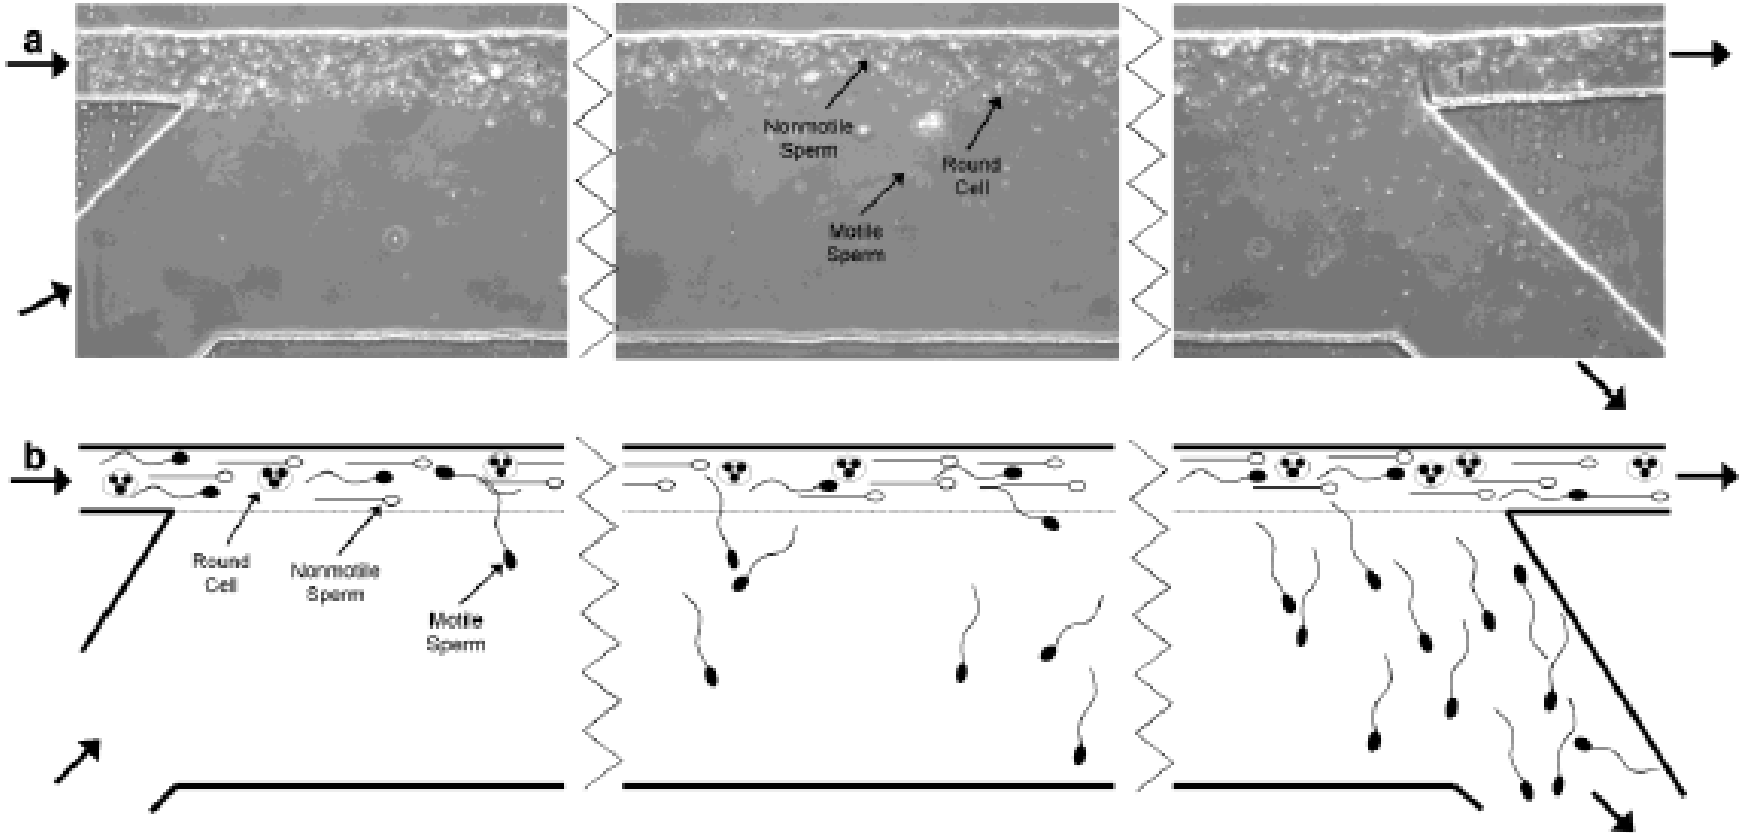 a
Nonmotile
Sperm
Round
Cell
Motile
Sperm
b
Round
Cell
Nonmotile
Sperm
Motile
Sperm